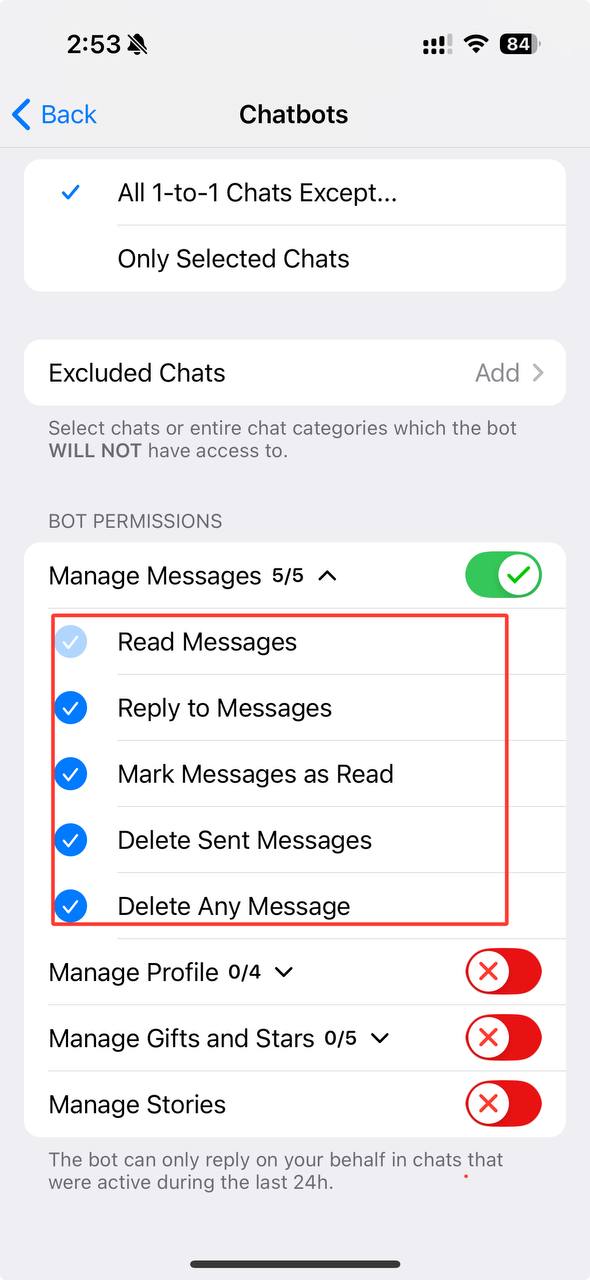 2:53
84
Back
Chatbots
All 1-to-1 Chats Except...
Only Selected Chats
Excluded Chats Add
Select chats or entire chat categories which the bot
WILL NOT have access to.
BOT PERMISSIONS
Manage Messages 5/5
Read Messages
Reply to Messages
Mark Messages as Read
Delete Sent Messages
Delete Any Message
Manage Profile 0/4
Manage Gifts and Stars 0/5
Manage Stories
The bot can only reply on your behalf in chats that
were active during the last 24h.